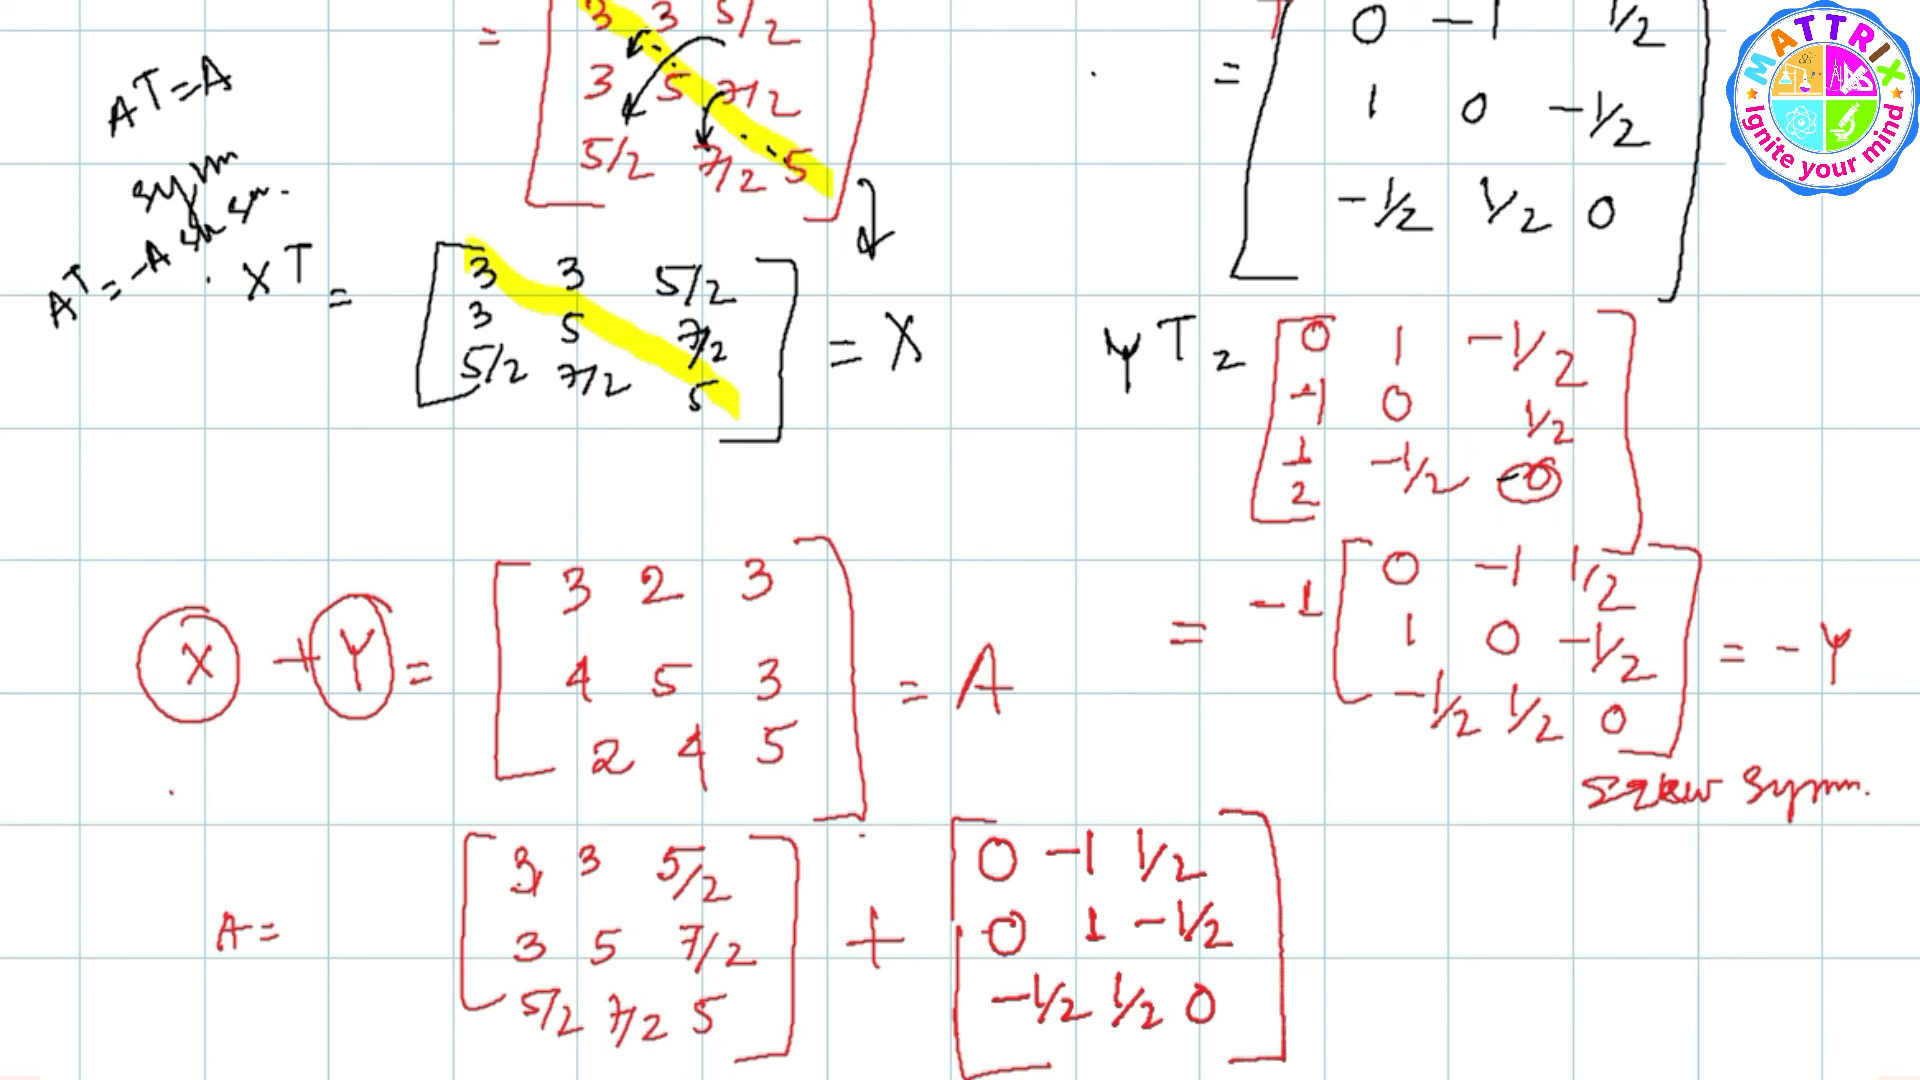 = [ 3 3 5/2
3 5 7/2
5/2 7/2 5 ]
= [ 0 -1 1/2
1 0 -1/2
-1/2 1/2 0 ]
MATTRIX
Ignite your mind
AT=A
sym
AT=-A
XT = [ 3 3 5/2
3 5 7/2
5/2 7/2 5 ] = X
YT = [ 0 1 -1/2
-1 0 1/2
1/2 -1/2 -0 ]
= -1 [ 0 -1 1/2
1 0 -1/2
-1/2 1/2 0 ] = -Y
skew symm.
X + Y = [ 3 2 3
4 5 3
2 4 5 ] = A
A = [ 3 3 5/2
3 5 7/2
5/2 7/2 5 ] + [ 0 -1 1/2
0 1 -1/2
-1/2 1/2 0 ]